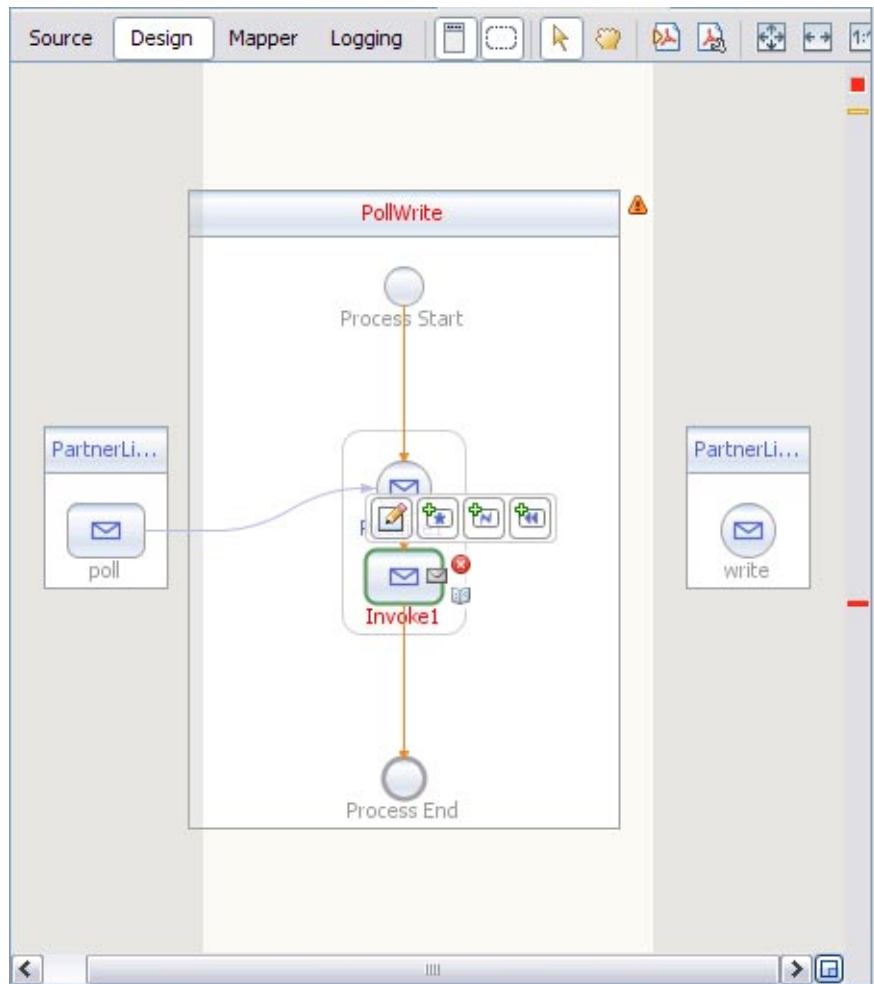 Source Design Mapper Logging
PollWrite
Process Start
PartnerLi...
PartnerLi...
poll
write
Invoke1
Process End